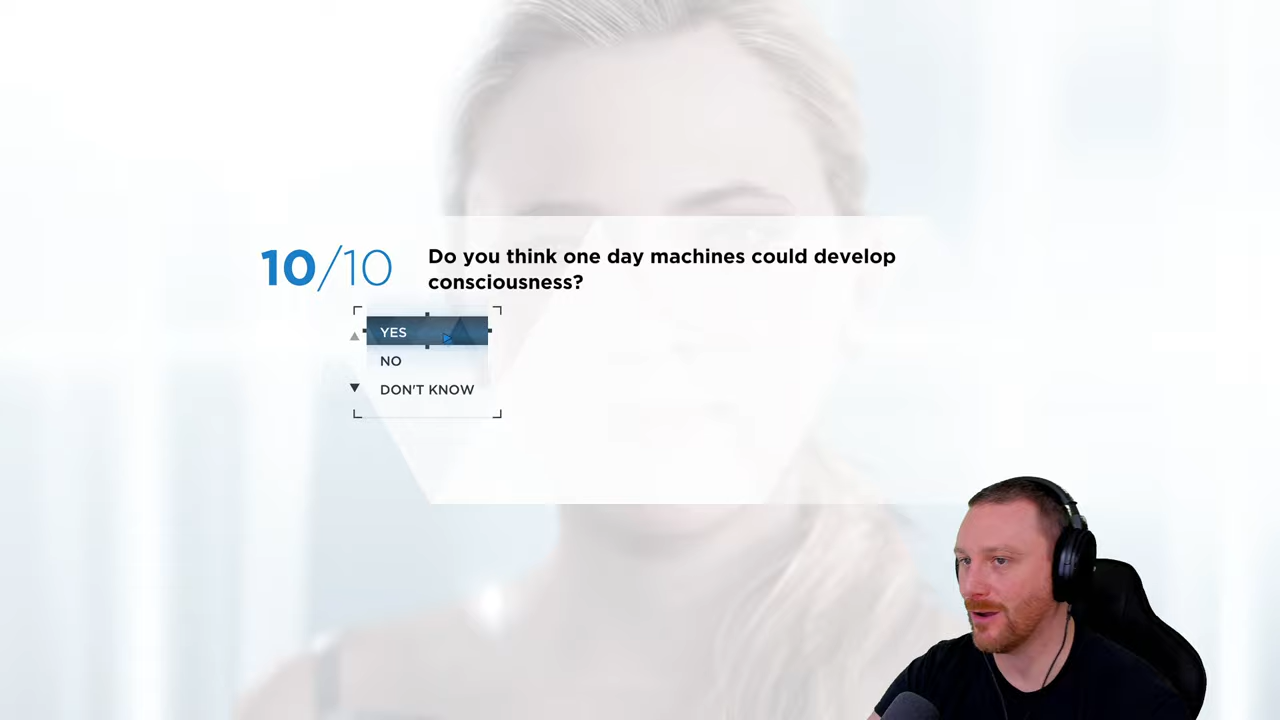 10/10
Do you think one day machines could develop
consciousness?
YES
NO
DON'T KNOW